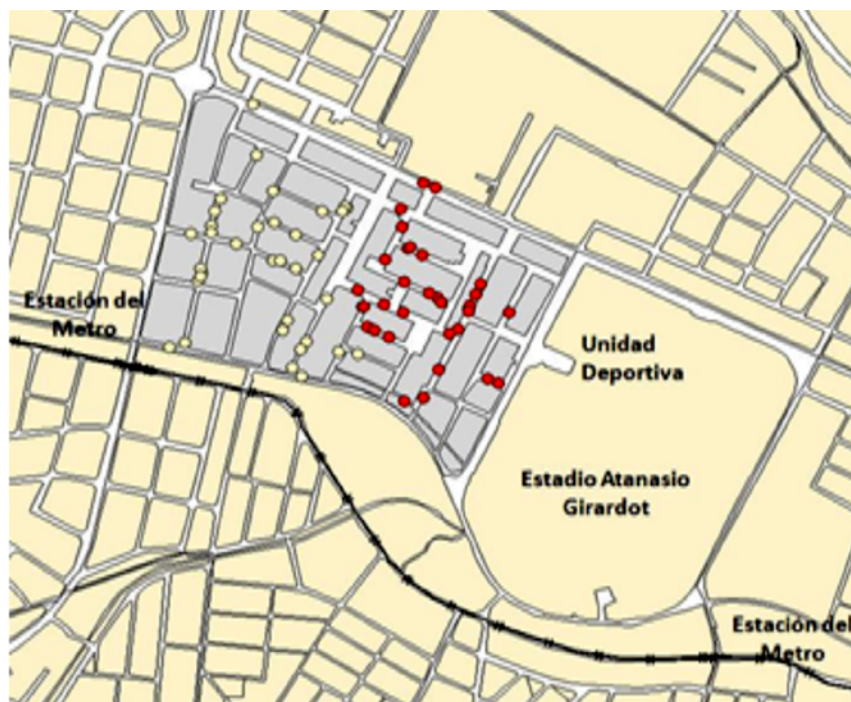 Estación del
Metro
Unidad
Deportiva
Estadio Atanasio
Girardot
Estación del
Metro